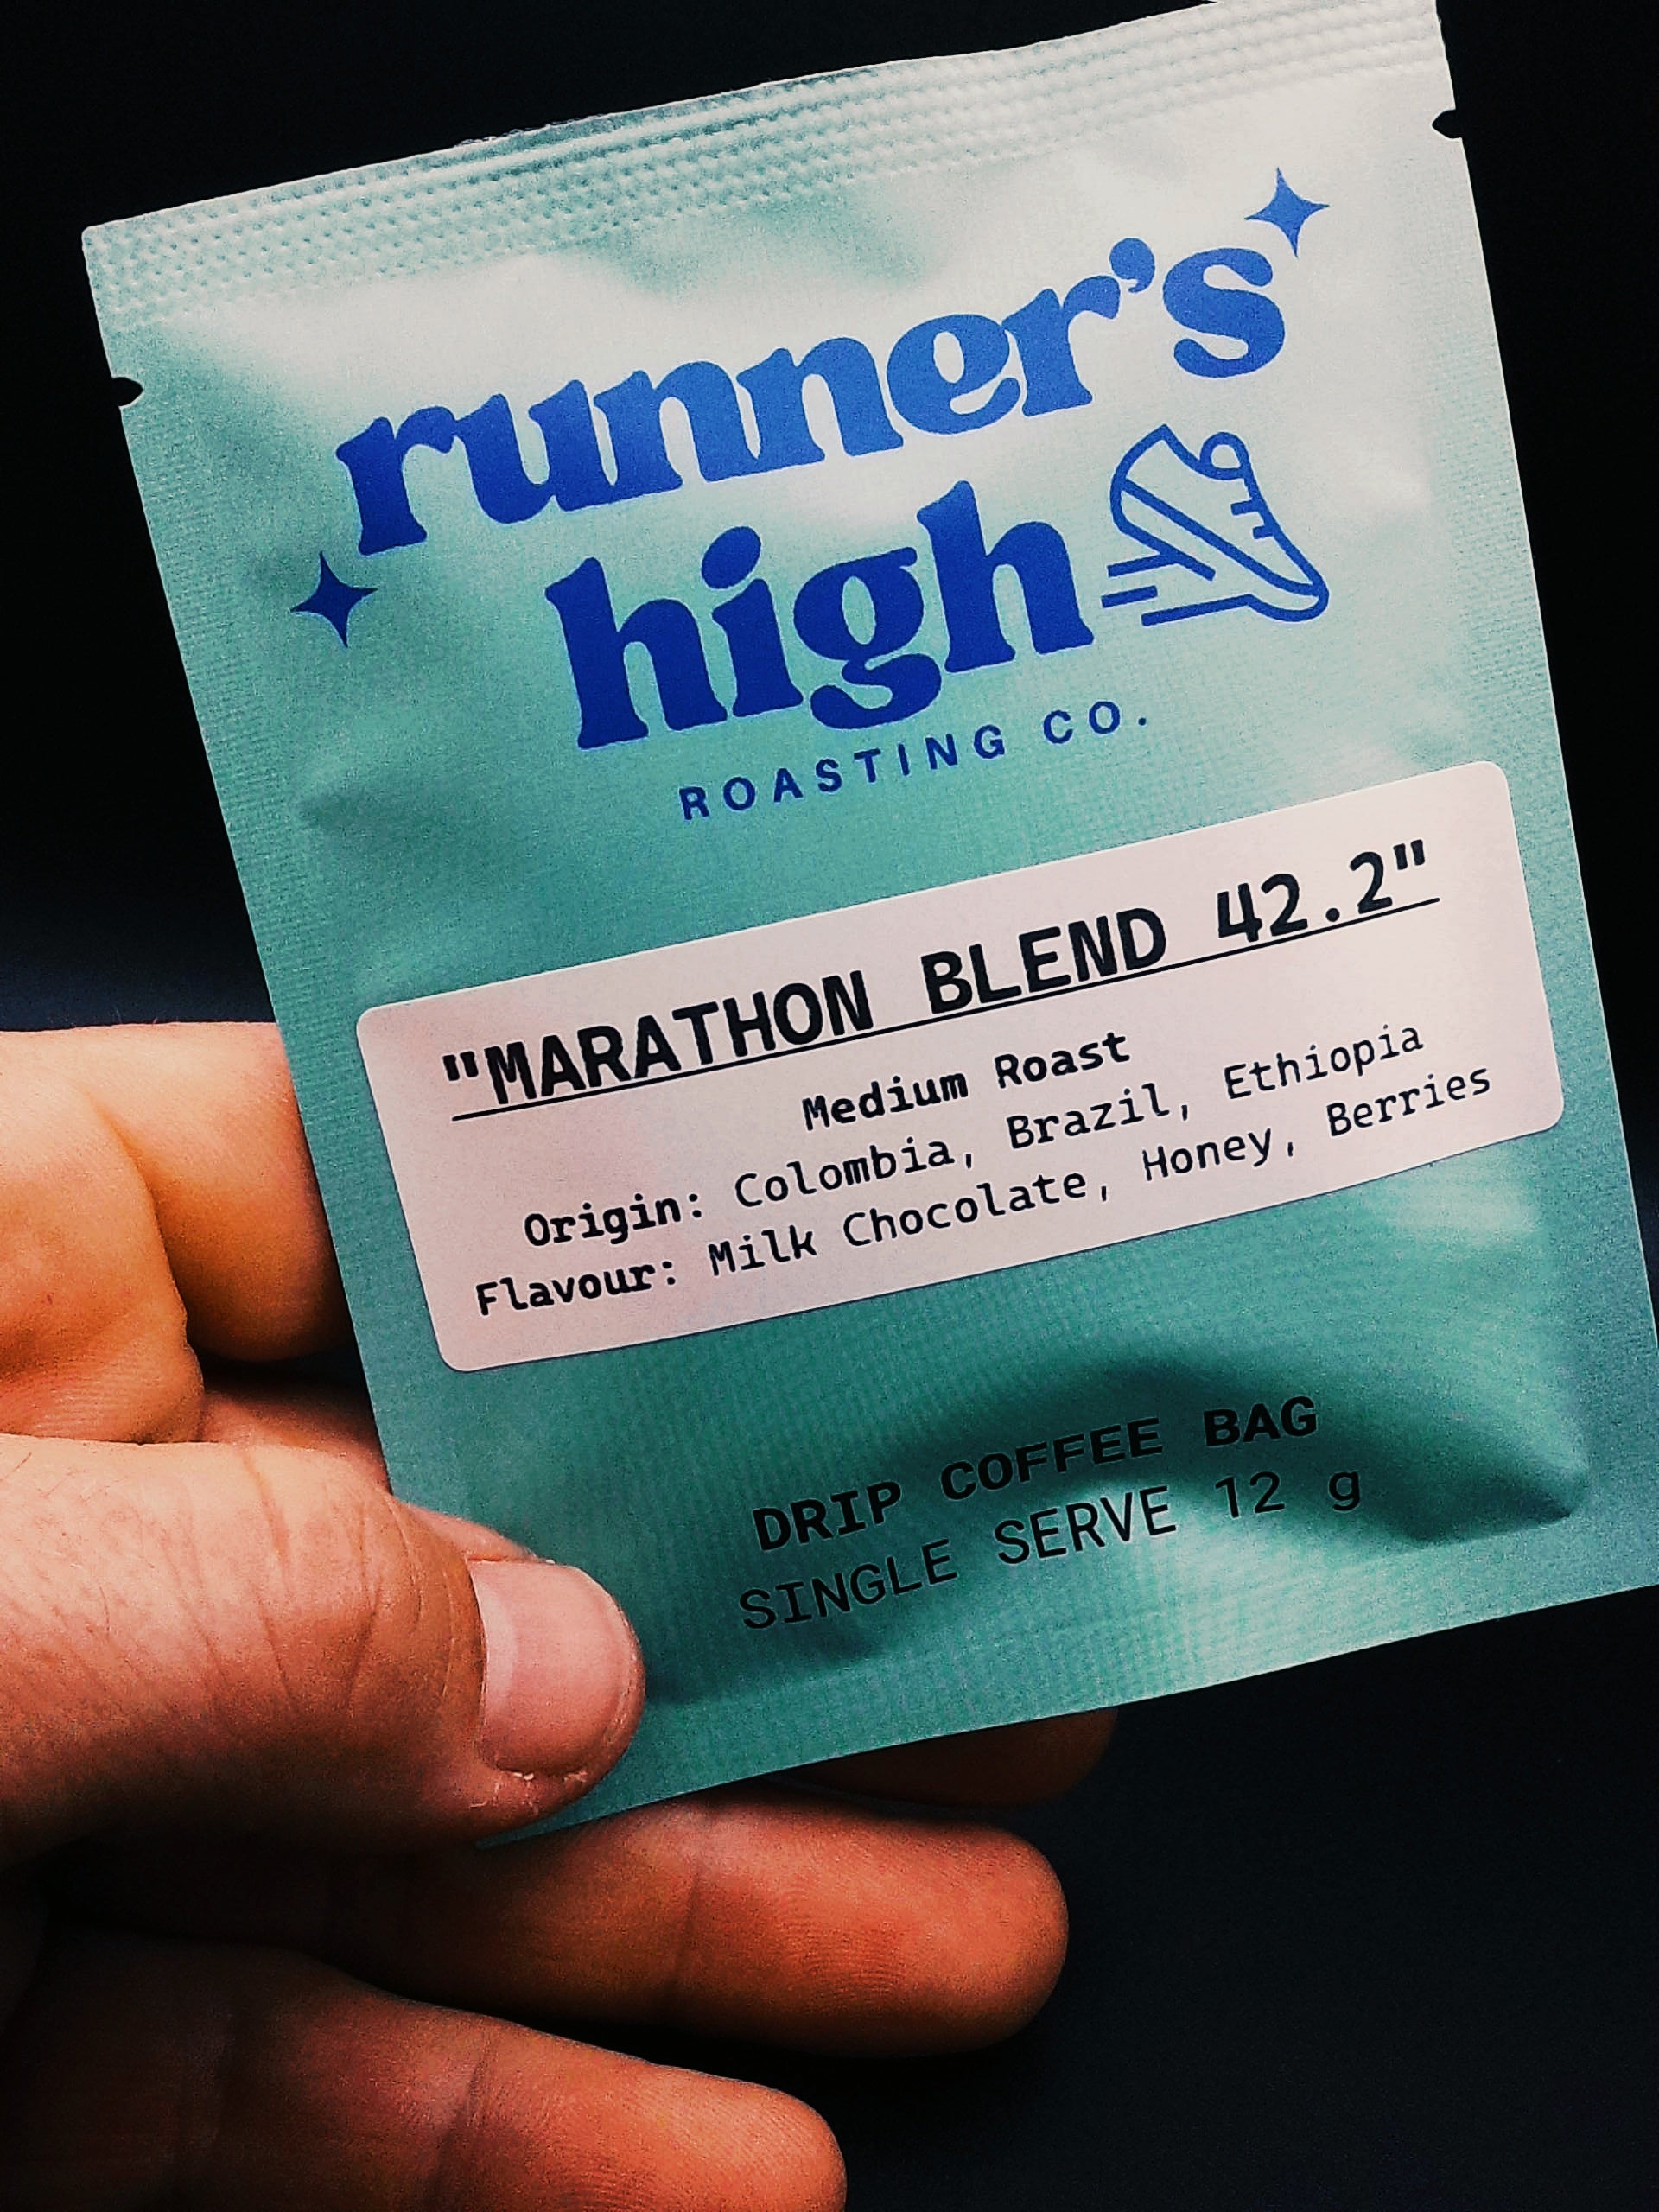 runner's
high
ROASTING CO.
"MARATHON BLEND 42.2"
Medium Roast
Origin: Colombia, Brazil, Ethiopia
Flavour: Milk Chocolate, Honey, Berries
DRIP COFFEE BAG
SINGLE SERVE 12 g